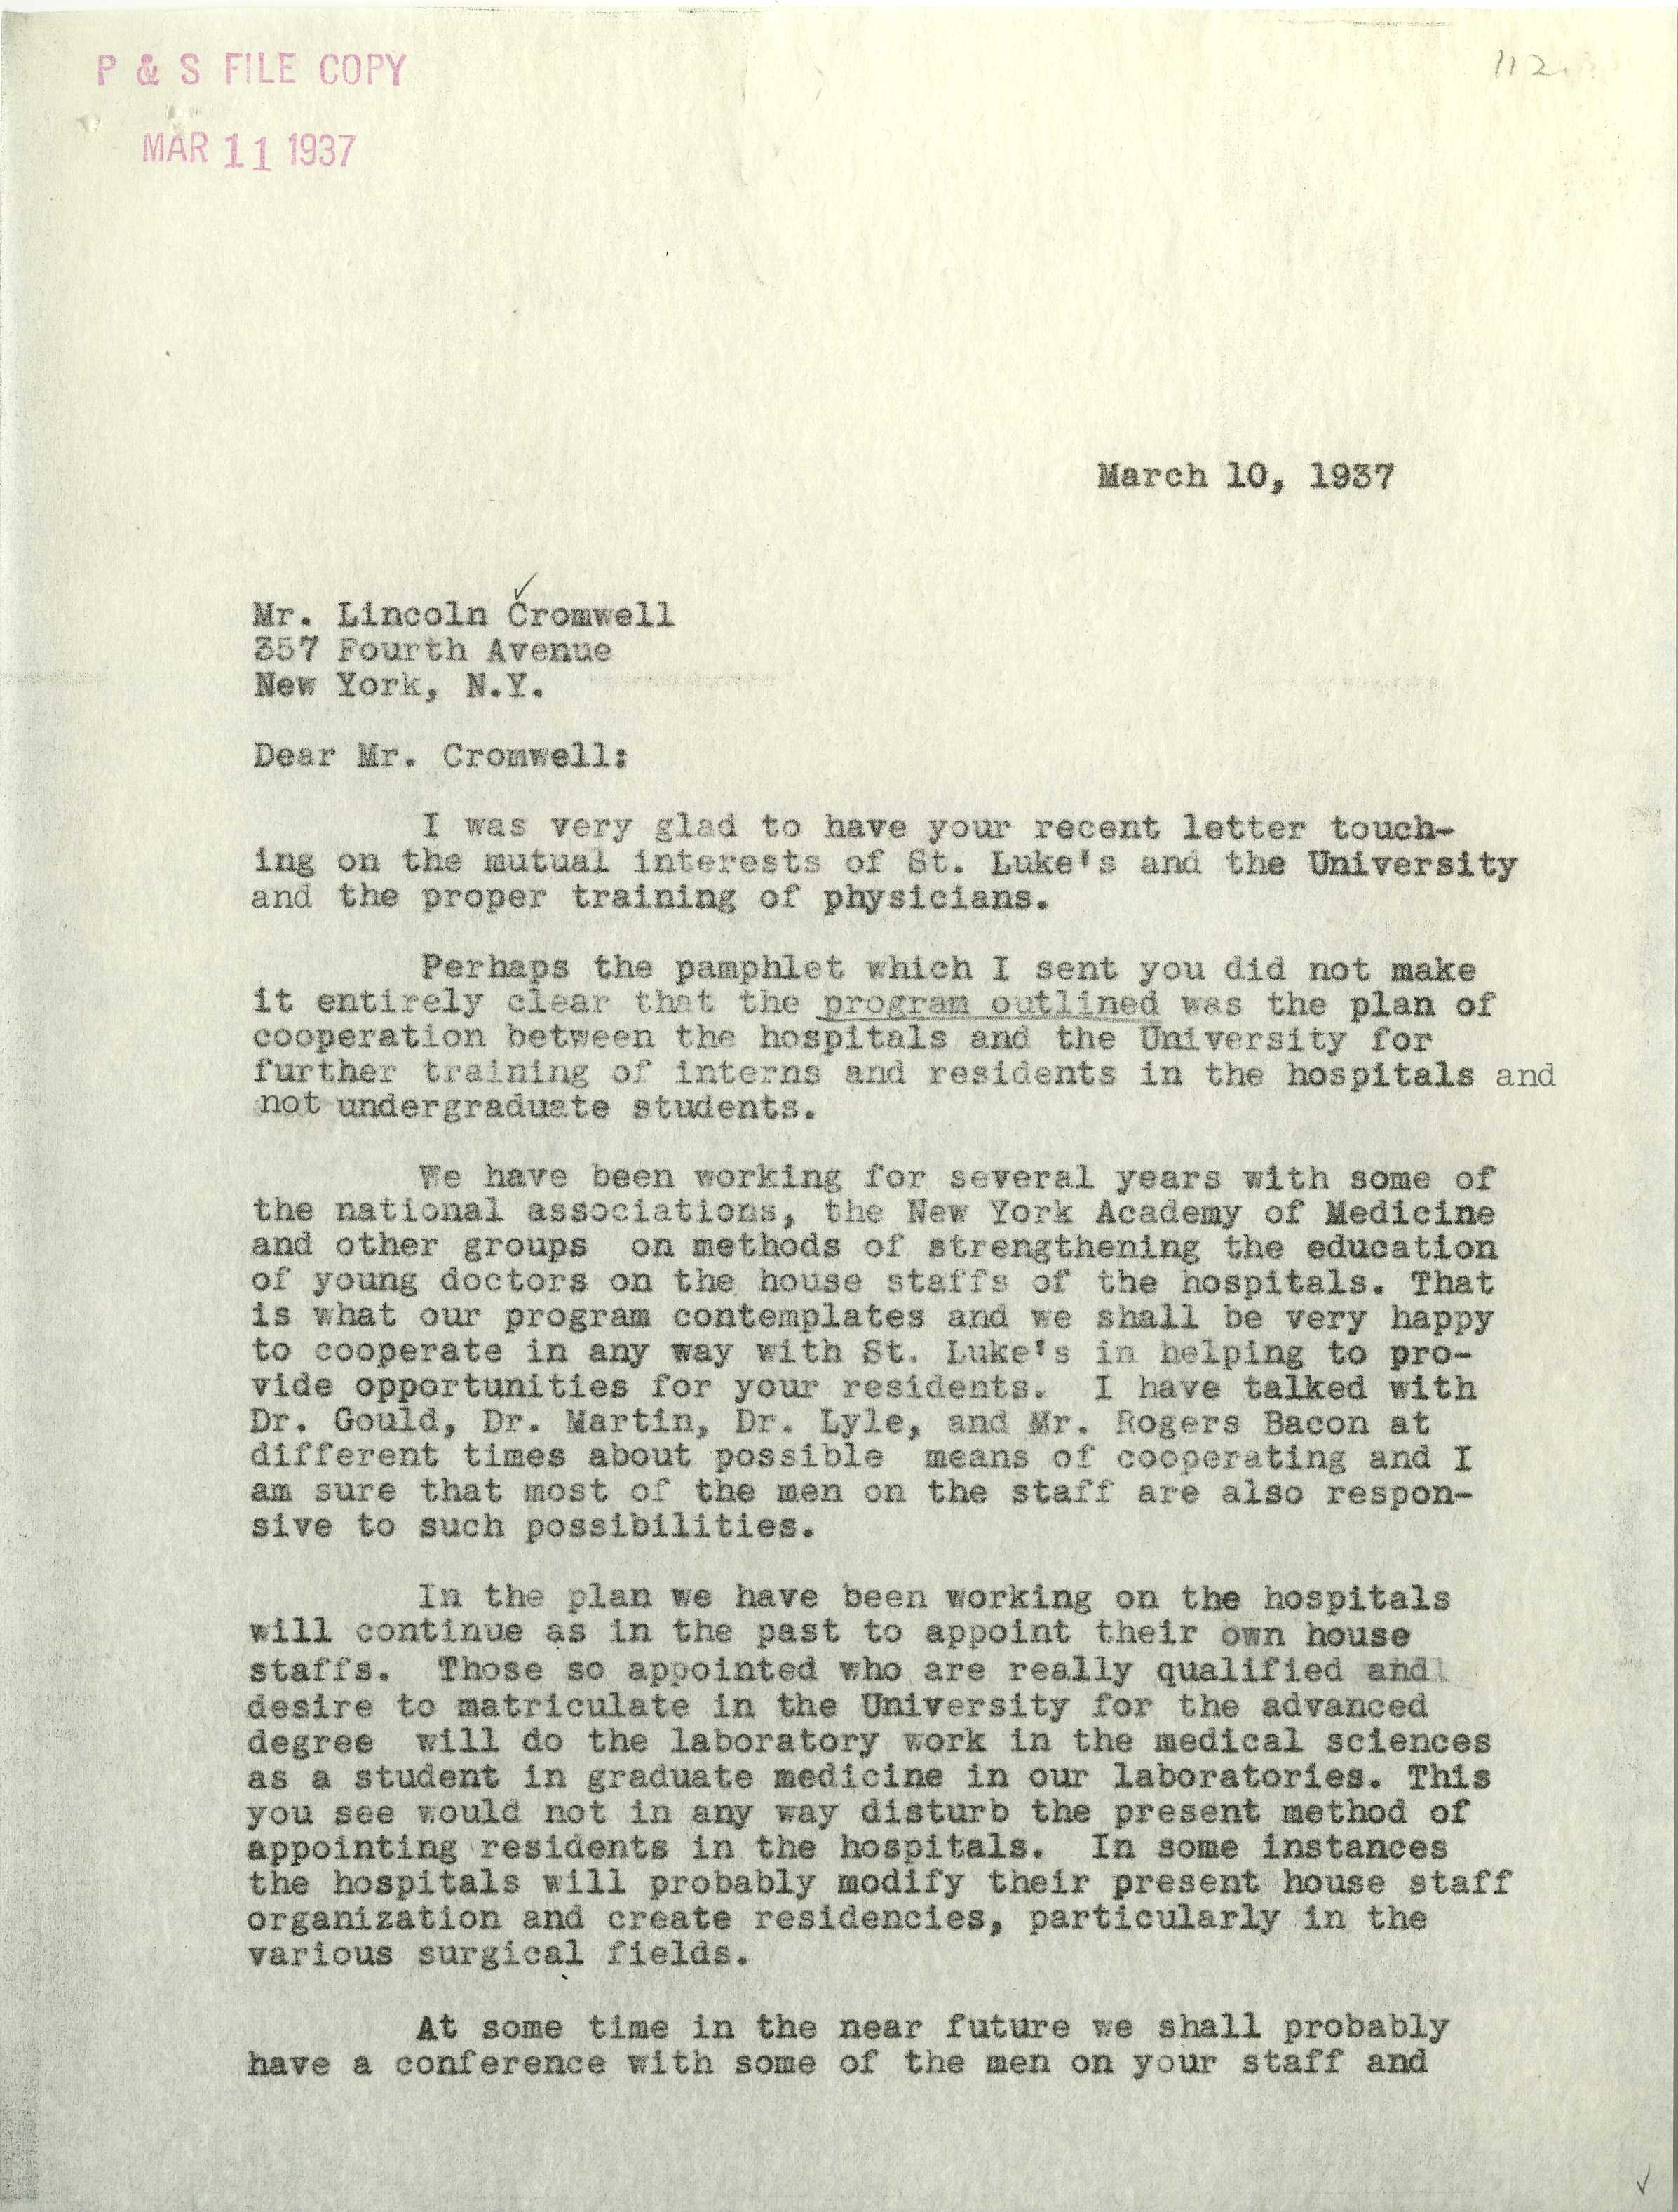 P & S FILE COPY
112.
MAR 11 1937
March 10, 1937
Mr. Lincoln Cromwell
357 Fourth Avenue
New York, N.Y.
Dear Mr. Cromwell:
I was very glad to have your recent letter touch-
ing on the mutual interests of St. Luke's and the University
and the proper training of physicians.
Perhaps the pamphlet which I sent you did not make
it entirely clear that the program outlined was the plan of
cooperation between the hospitals and the University for
further training of interns and residents in the hospitals and
not undergraduate students.
We have been working for several years with some of
the national associations, the New York Academy of Medicine
and other groups on methods of strengthening the education
of young doctors on the house staffs of the hospitals. That
is what our program contemplates and we shall be very happy
to cooperate in any way with St. Luke's in helping to pro-
vide opportunities for your residents. I have talked with
Dr. Gould, Dr. Martin, Dr. Lyle, and Mr. Rogers Bacon at
different times about possible means of cooperating and I
am sure that most of the men on the staff are also respon-
sive to such possibilities.
In the plan we have been working on the hospitals
will continue as in the past to appoint their own house
staffs. Those so appointed who are really qualified and
desire to matriculate in the University for the advanced
degree will do the laboratory work in the medical sciences
as a student in graduate medicine in our laboratories. This
you see would not in any way disturb the present method of
appointing residents in the hospitals. In some instances
the hospitals will probably modify their present house staff
organization and create residencies, particularly in the
various surgical fields.
At some time in the near future we shall probably
have a conference with some of the men on your staff and